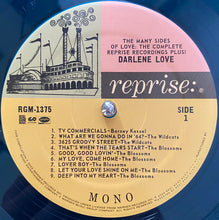 THE MANY SIDES
OF LOVE: THE COMPLETE
REPRISE RECORDINGS PLUS!
DARLENE LOVE
reprise:
RGM-1375
SIDE
1
1. TV COMMERCIALS-Barney Kessel
2. WHAT ARE WE GONNA DO IN '64?-The Wildcats
3. 3625 GROOVY STREET-The Wildcats
4. THAT'S WHEN THE TEARS START-The Blossoms
5. GOOD, GOOD LOVIN'-The Blossoms
6. MY LOVE, COME HOME-The Blossoms
7. LOVER BOY-The Blossoms
8. LET YOUR LOVE SHINE ON ME-The Blossoms
9. DEEP INTO MY HEART-The Blossoms
MONO